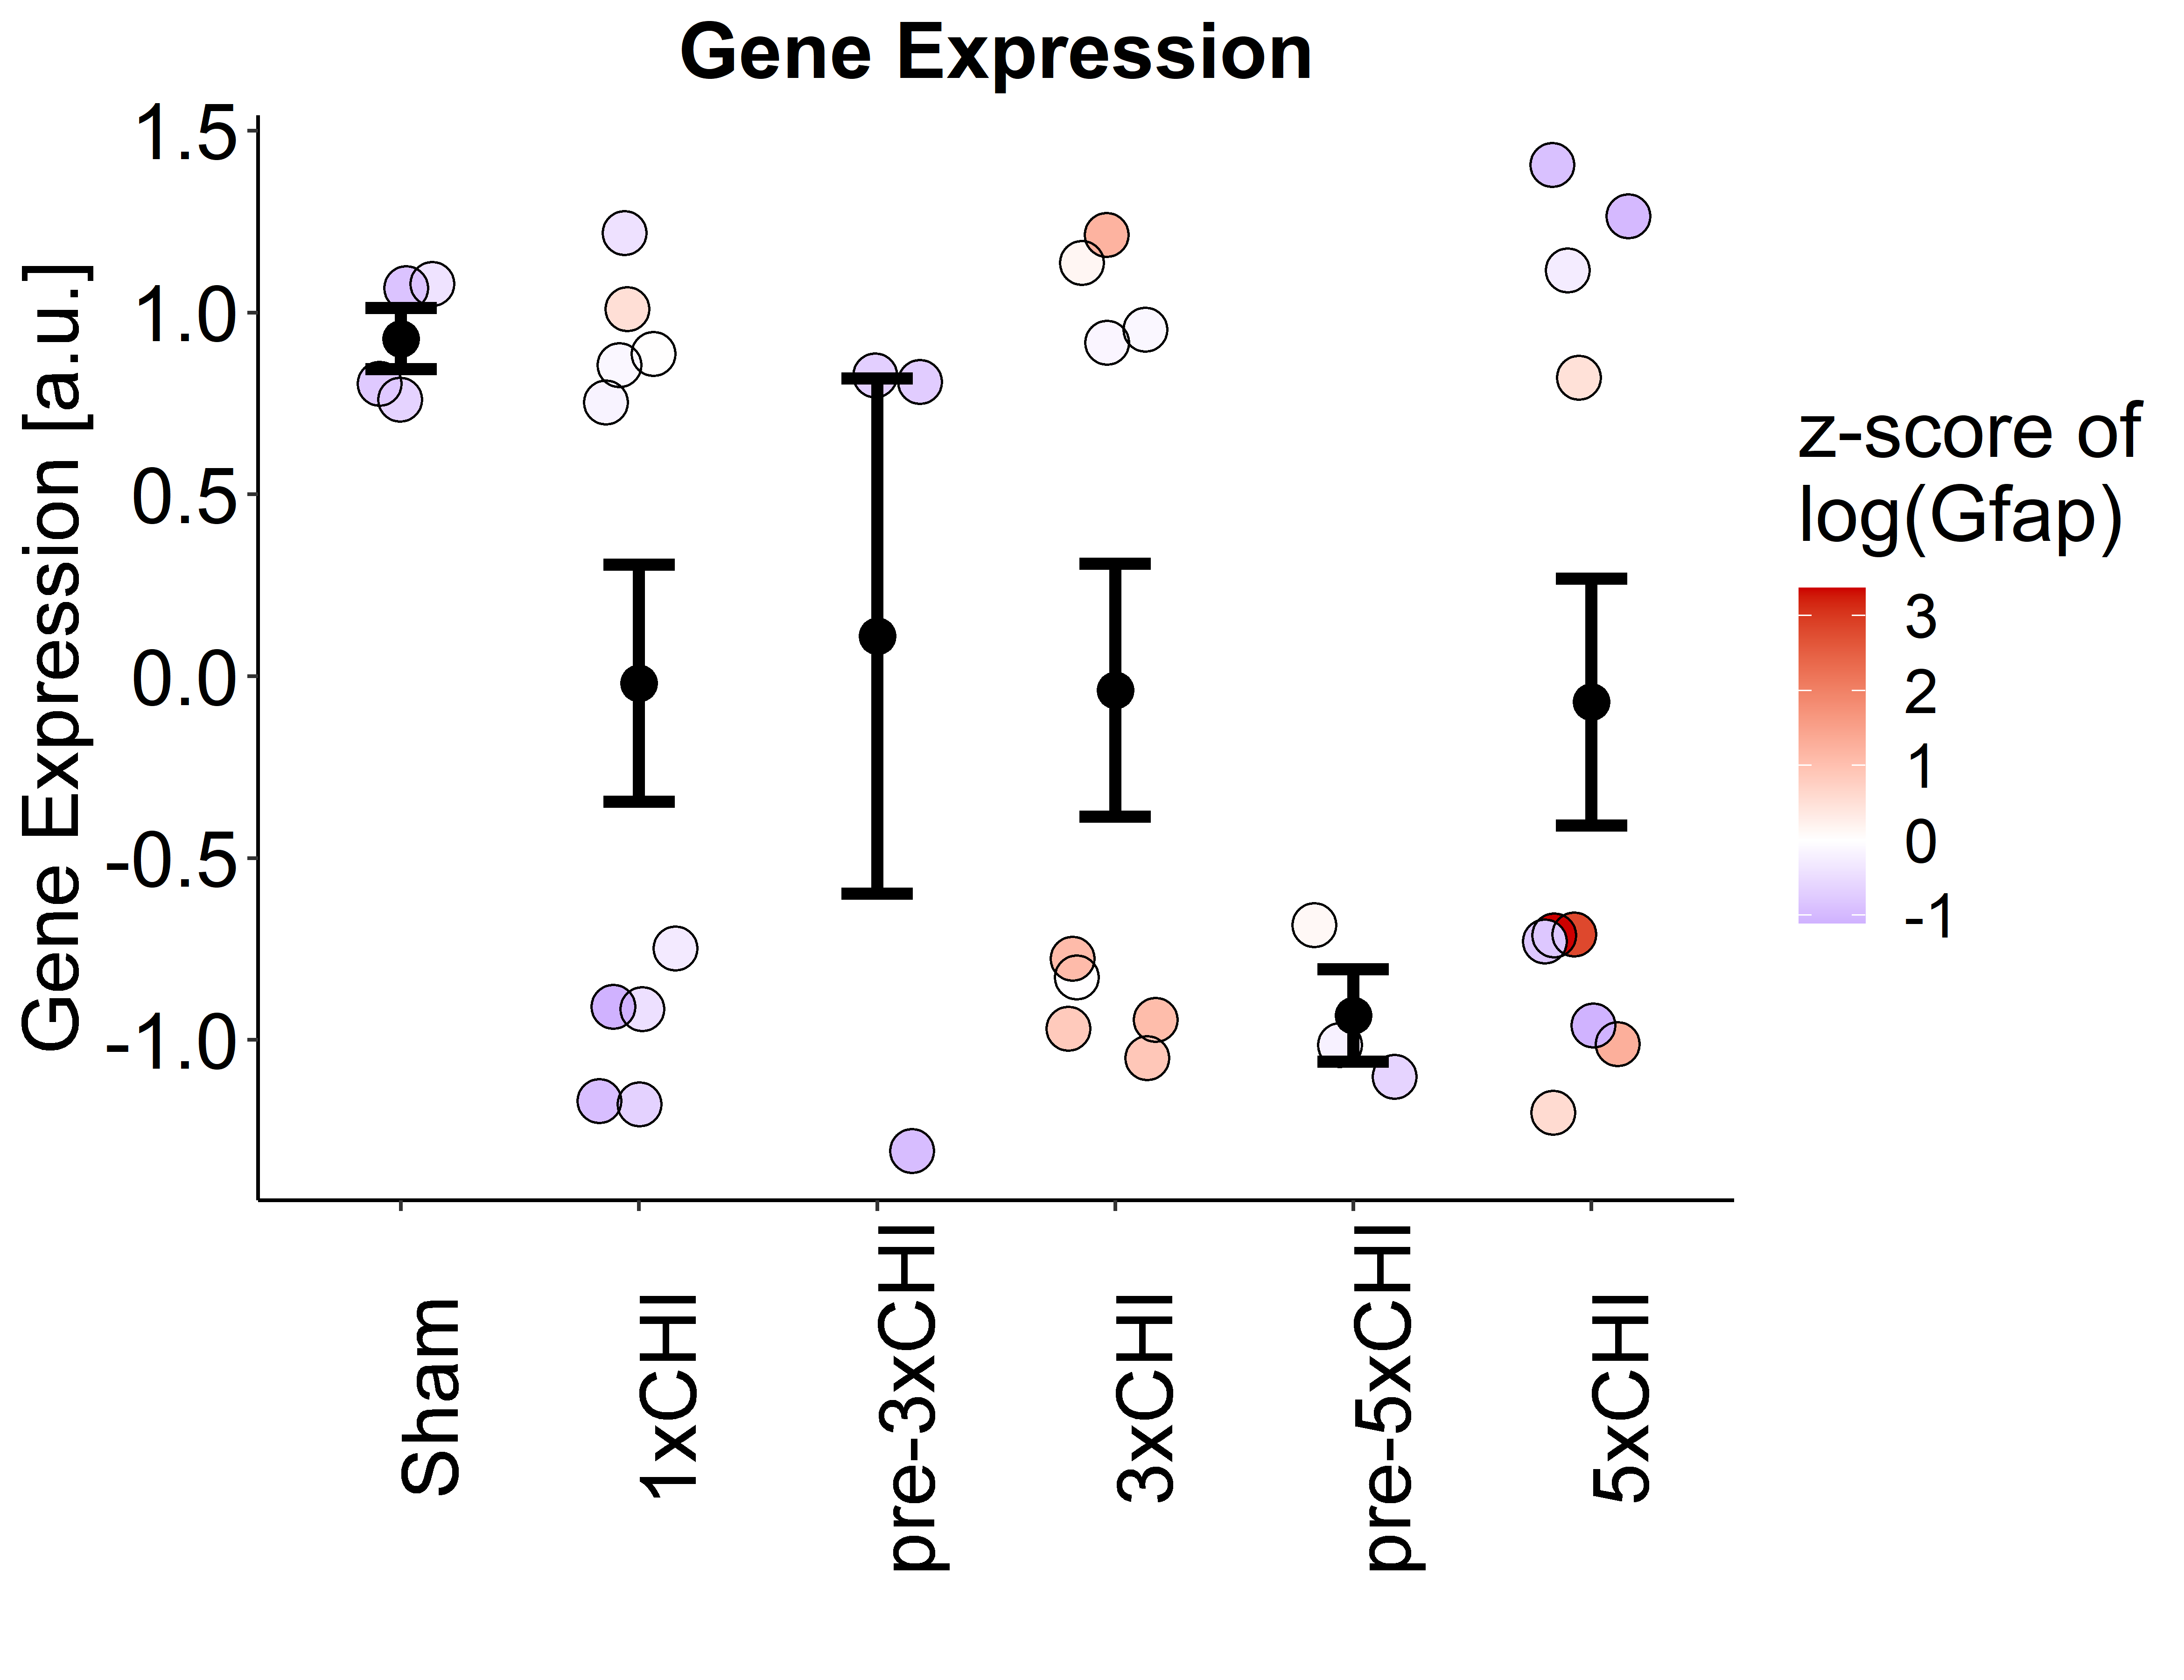 Gene Expression
Gene Expression [a.u.]
1.5
1.0
0.5
0.0
-0.5
-1.0
Sham
1xCHI
pre-3xCHI
3xCHI
pre-5xCHI
5xCHI
z-score of
log(Gfap)
3
2
1
0
-1